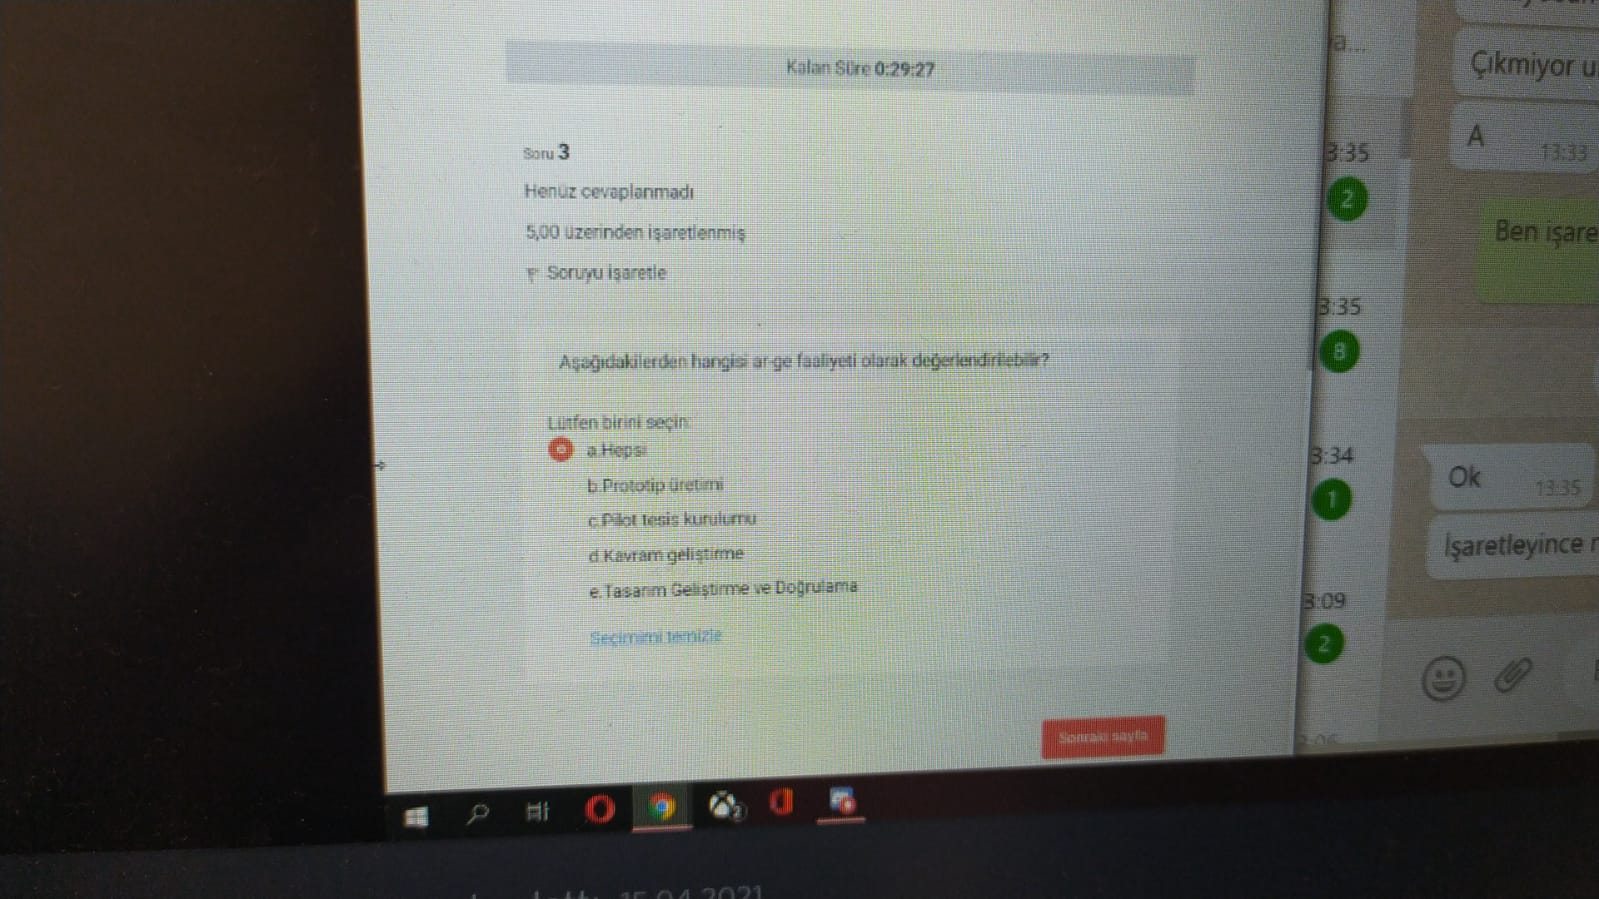 Kalan Süre 0:29:27
Soru 3
Henüz cevaplanmadı
5,00 üzerinden işaretlenmiş
Soruyu işaretle
Aşağıdakilerden hangisi ar-ge faaliyeti olarak değerlendirilebilir?
Lütfen birini seçin:
a.Hepsi
b.Prototip üretimi
c.Pilot tesis kurulumu
d.Kavram geliştirme
e.Tasarım Geliştirme ve Doğrulama
Seçimimi temizle
Sonraki sayfa
a...
3:35
2
3:35
8
3:34
1
3:09
2
Çıkmiyor
A
13:33
Ben
Ok
13:35
İşaretleyince
15.04.2021